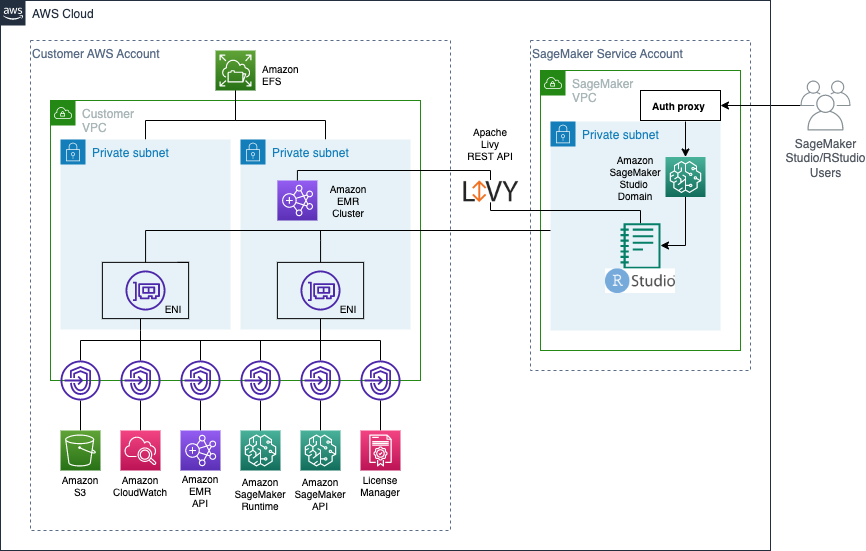 aws
AWS Cloud
Customer AWS Account
Amazon
EFS
Customer
VPC
Private subnet
Private subnet
Amazon
EMR
Cluster
ENI
ENI
Amazon
S3
Amazon
CloudWatch
Amazon
EMR
API
Amazon
SageMaker
Runtime
Amazon
SageMaker
API
License
Manager
Apache
Livy
REST API
LIVY
SageMaker Service Account
SageMaker
VPC
Auth proxy
Private subnet
Amazon
SageMaker
Studio
Domain
R Studio
SageMaker
Studio/RStudio
Users